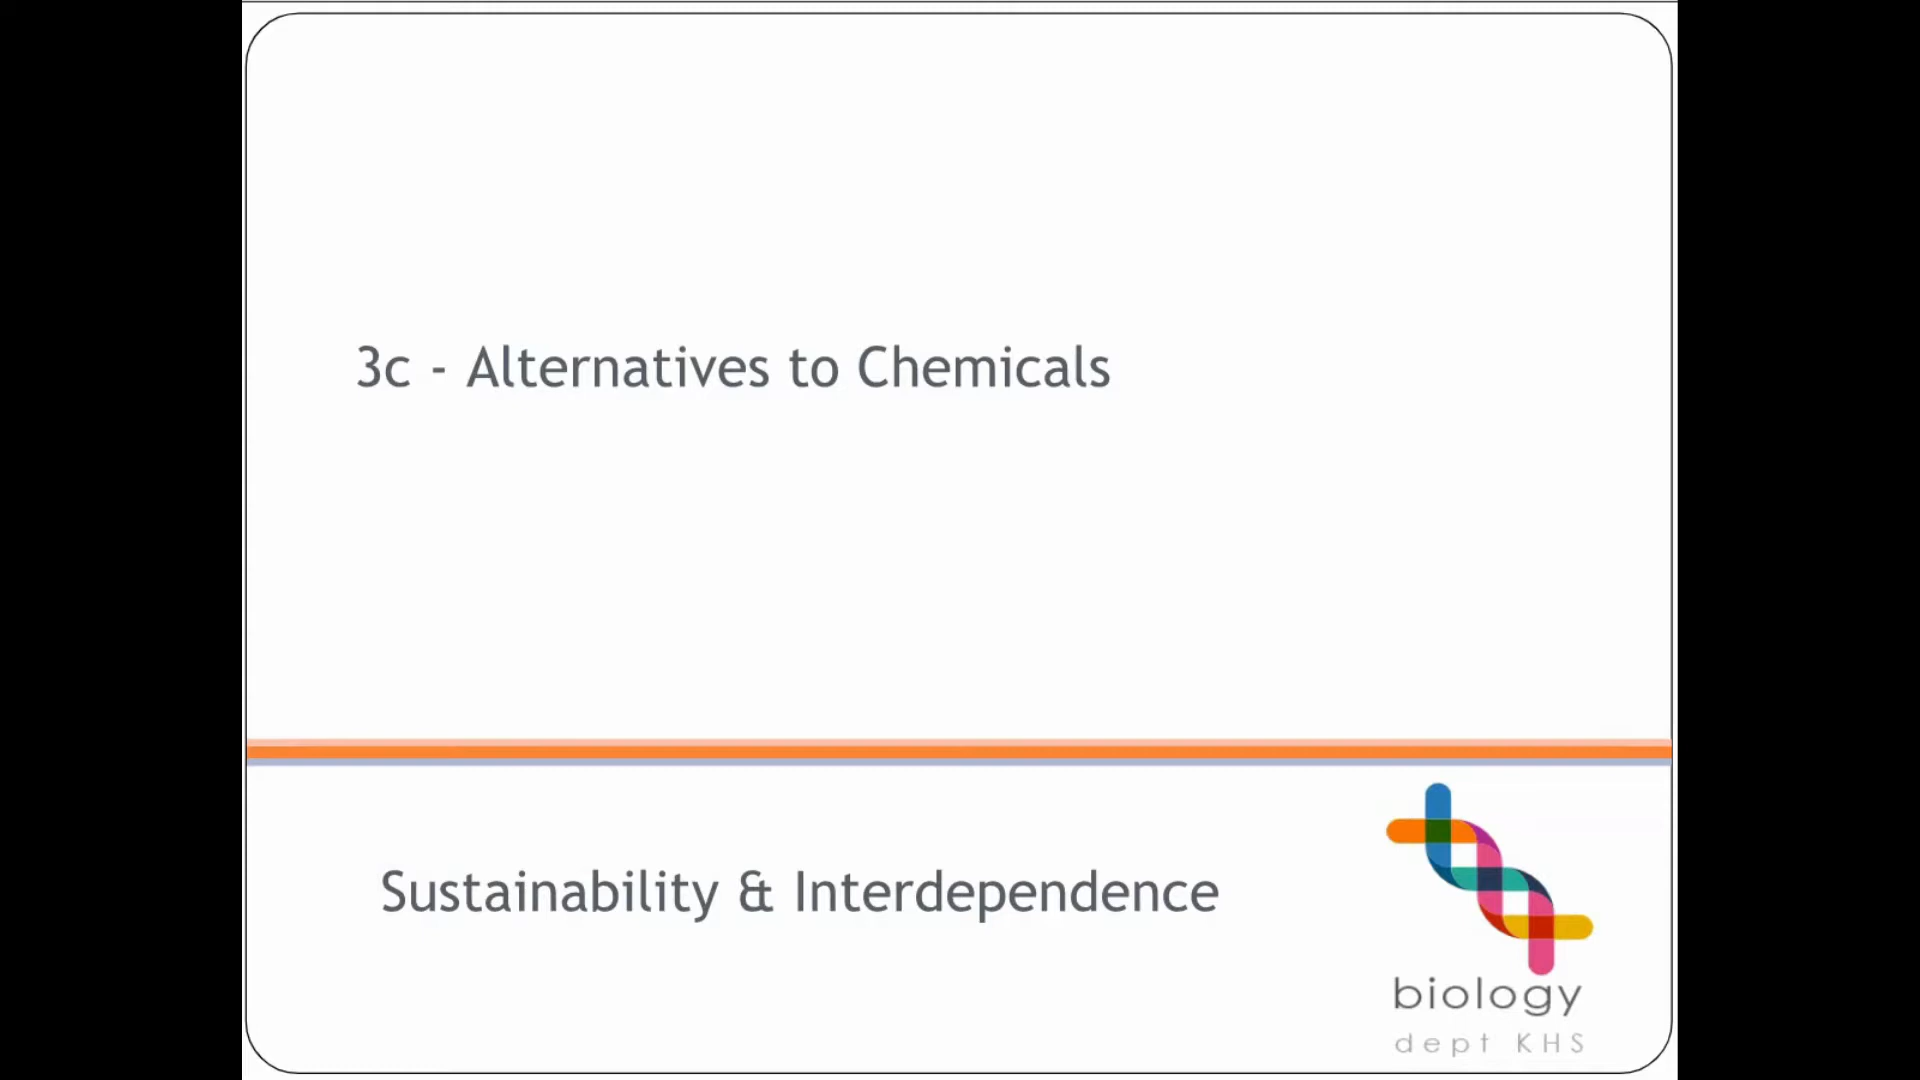 3c - Alternatives to Chemicals
Sustainability & Interdependence
biology
dept KHS